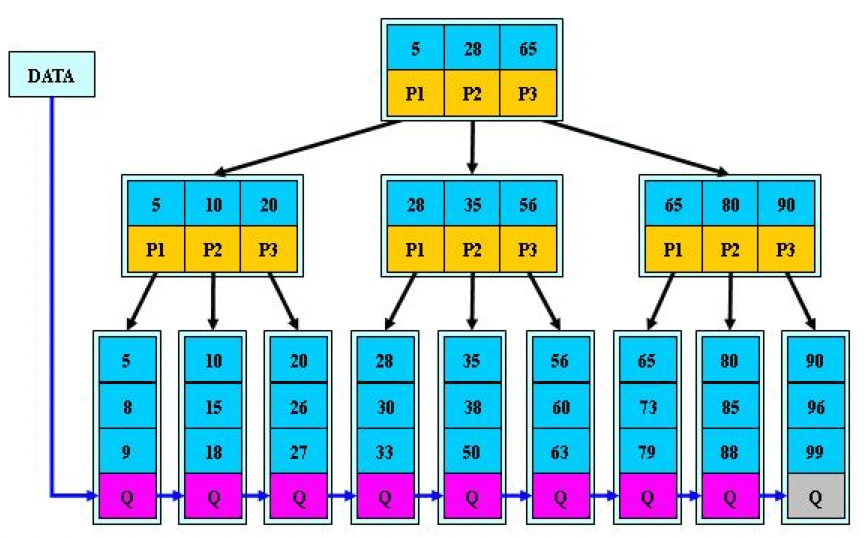 5 28 65
DATA
P1 P2 P3
5 10 20 28 35 56 65 80 90
P1 P2 P3 P1 P2 P3 P1 P2 P3
5 10 20 28 35 56 65 80 90
8 15 26 30 38 60 73 85 96
9 18 27 33 50 63 79 88 99
Q Q Q Q Q Q Q Q Q